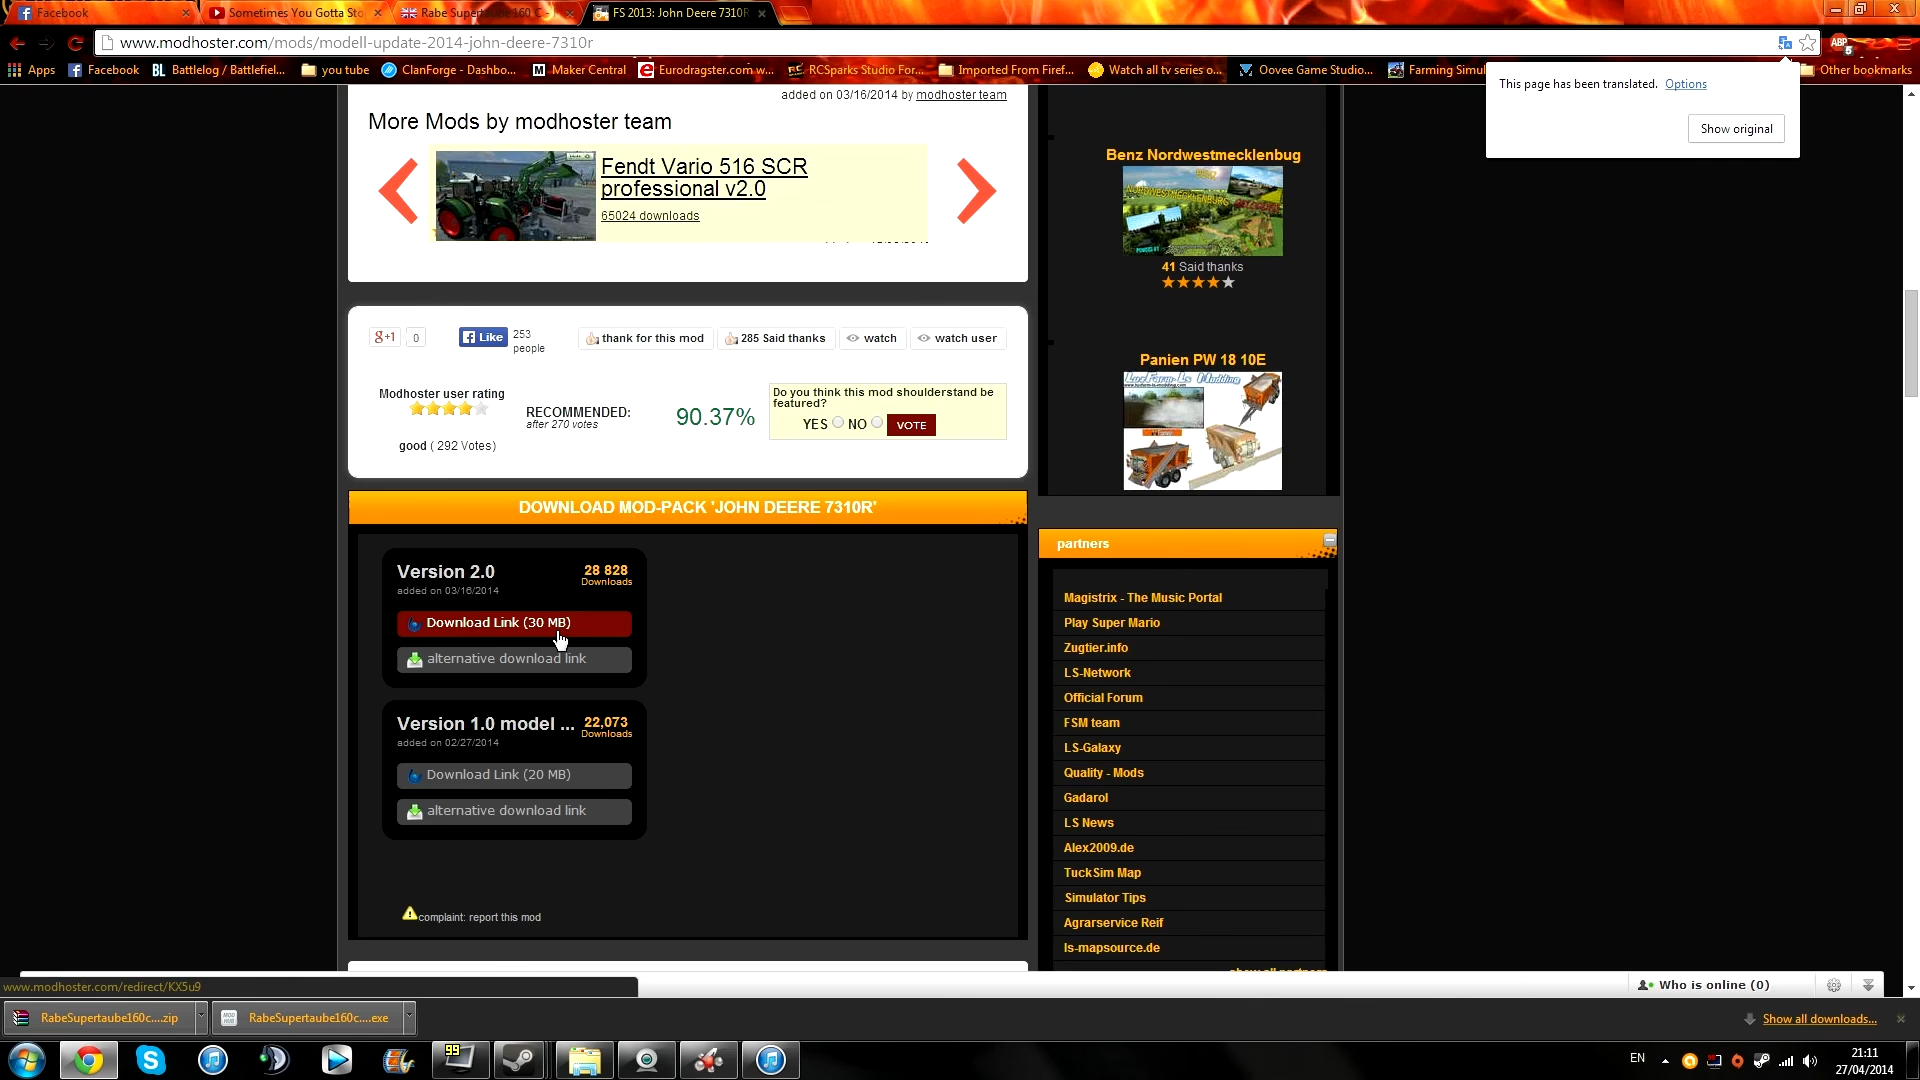 Facebook
Sometimes You Gotta Sto
Rabe Supertaube 160 C -
FS 2013: John Deere 7310R
www.modhoster.com/mods/modell-update-2014-john-deere-7310r
ABP
5
Apps
Facebook
BL Battlelog / Battlefiel...
you tube
ClanForge - Dashbo...
M Maker Central
Eurodragster.com w...
RCSparks Studio For...
Imported From Firef...
Watch all tv series o...
Oovee Game Studio...
Farming Simul
Other bookmarks
This page has been translated. Options
Show original
added on 03/16/2014 by modhoster team
More Mods by modhoster team
Fendt Vario 516 SCR
professional v2.0
65024 downloads
g+1
0
Like
253
people
thank for this mod
285 Said thanks
watch
watch user
Modhoster user rating
good ( 292 Votes)
RECOMMENDED:
after 270 votes
90.37%
Do you think this mod shoulderstand be
featured?
YES
NO
VOTE
DOWNLOAD MOD-PACK 'JOHN DEERE 7310R'
Version 2.0
28 828
Downloads
added on 03/16/2014
Download Link (30 MB)
alternative download link
Version 1.0 model ...
22,073
Downloads
added on 02/27/2014
Download Link (20 MB)
alternative download link
complaint: report this mod
Benz Nordwestmecklenbug
NORDWESTMECKLENBURG
41 Said thanks
Panien PW 18 10E
partners
Magistrix - The Music Portal
Play Super Mario
Zugtier.info
LS-Network
Official Forum
FSM team
LS-Galaxy
Quality - Mods
Gadarol
LS News
Alex2009.de
TuckSim Map
Simulator Tips
Agrarservice Reif
ls-mapsource.de
show all partners
Who is online (0)
www.modhoster.com/redirect/KX5u9
RabeSupertaube160c....zip
MOD
HUB
RabeSupertaube160c....exe
Show all downloads...
99
EN
21:11
27/04/2014